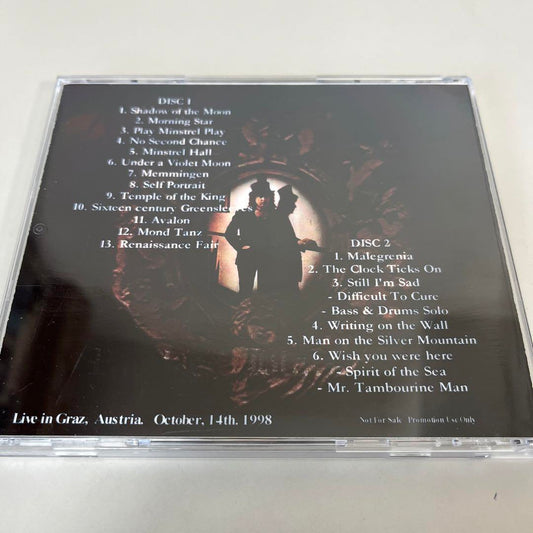 DISC 1
1. Shadow of the Moon
2. Morning Star
3. Play Minstrel Play
4. No Second Chance
5. Minstrel Hall
6. Under a Violet Moon
7. Memmingen
8. Self Portrait
9. Temple of the King
10. Sixteen century Greensleeves
11. Avalon
12. Mond Tanz 1
13. Renaissance Fair
DISC 2
1. Malegrenia
2. The Clock Ticks On
3. Still I'm Sad
- Difficult To Cure
- Bass & Drums Solo
4. Writing on the Wall
5. Man on the Silver Mountain
6. Wish you were here
- Spirit of the Sea
- Mr. Tambourine Man
Live in Graz, Austria. October, 14th. 1998
Not For Sale Promotion Use Only